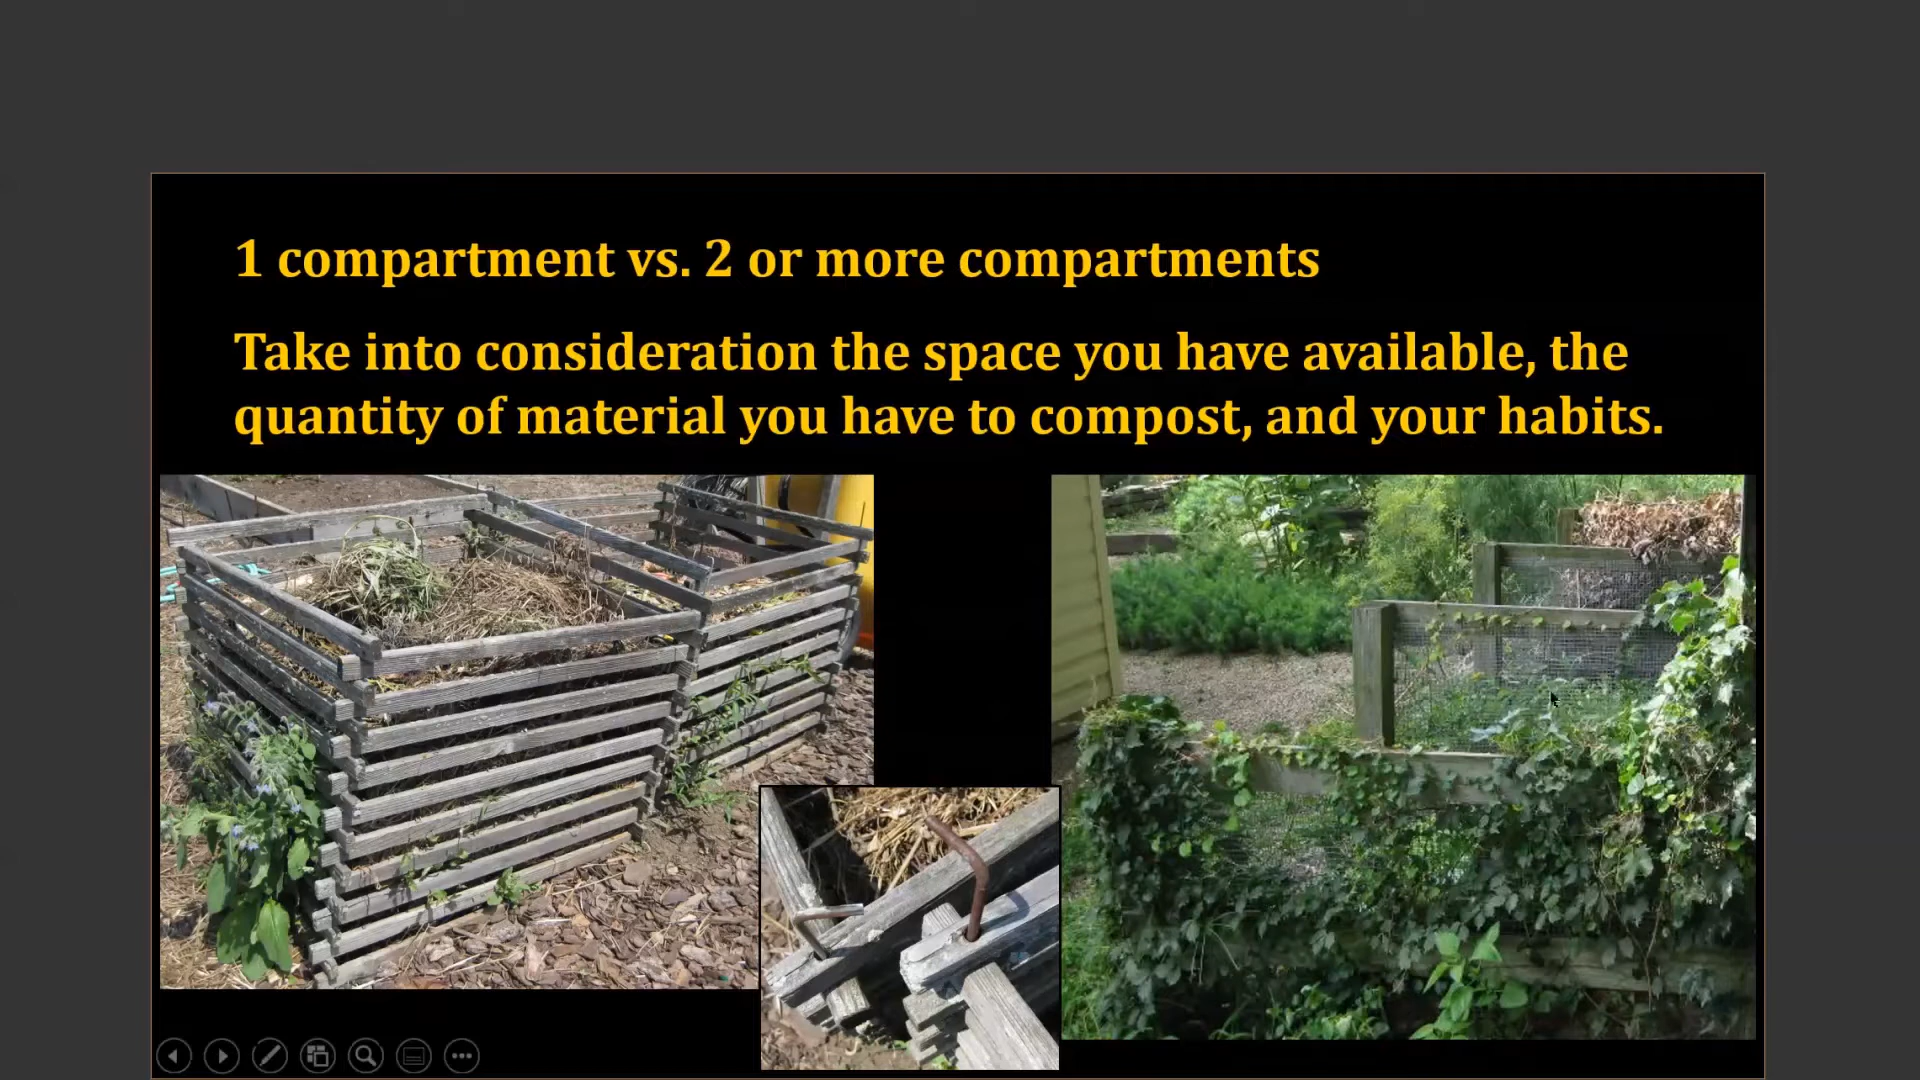 1 compartment vs. 2 or more compartments
Take into consideration the space you have available, the
quantity of material you have to compost, and your habits.